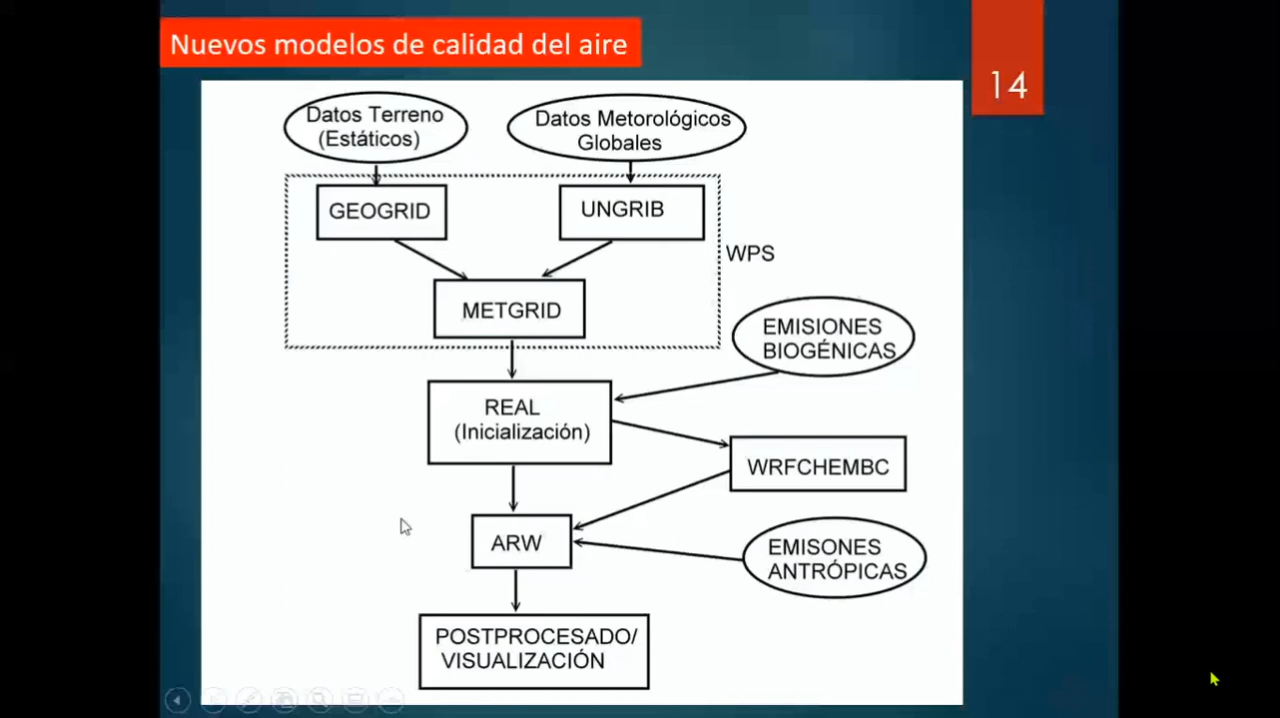 Nuevos modelos de calidad del aire
14
Datos Terreno
(Estáticos)
Datos Metorológicos
Globales
GEOGRID
UNGRIB
WPS
METGRID
EMISIONES
BIOGÉNICAS
REAL
(Inicialización)
WRFCHEMBC
ARW
EMISONES
ANTRÓPICAS
POSTPROCESADO/
VISUALIZACIÓN